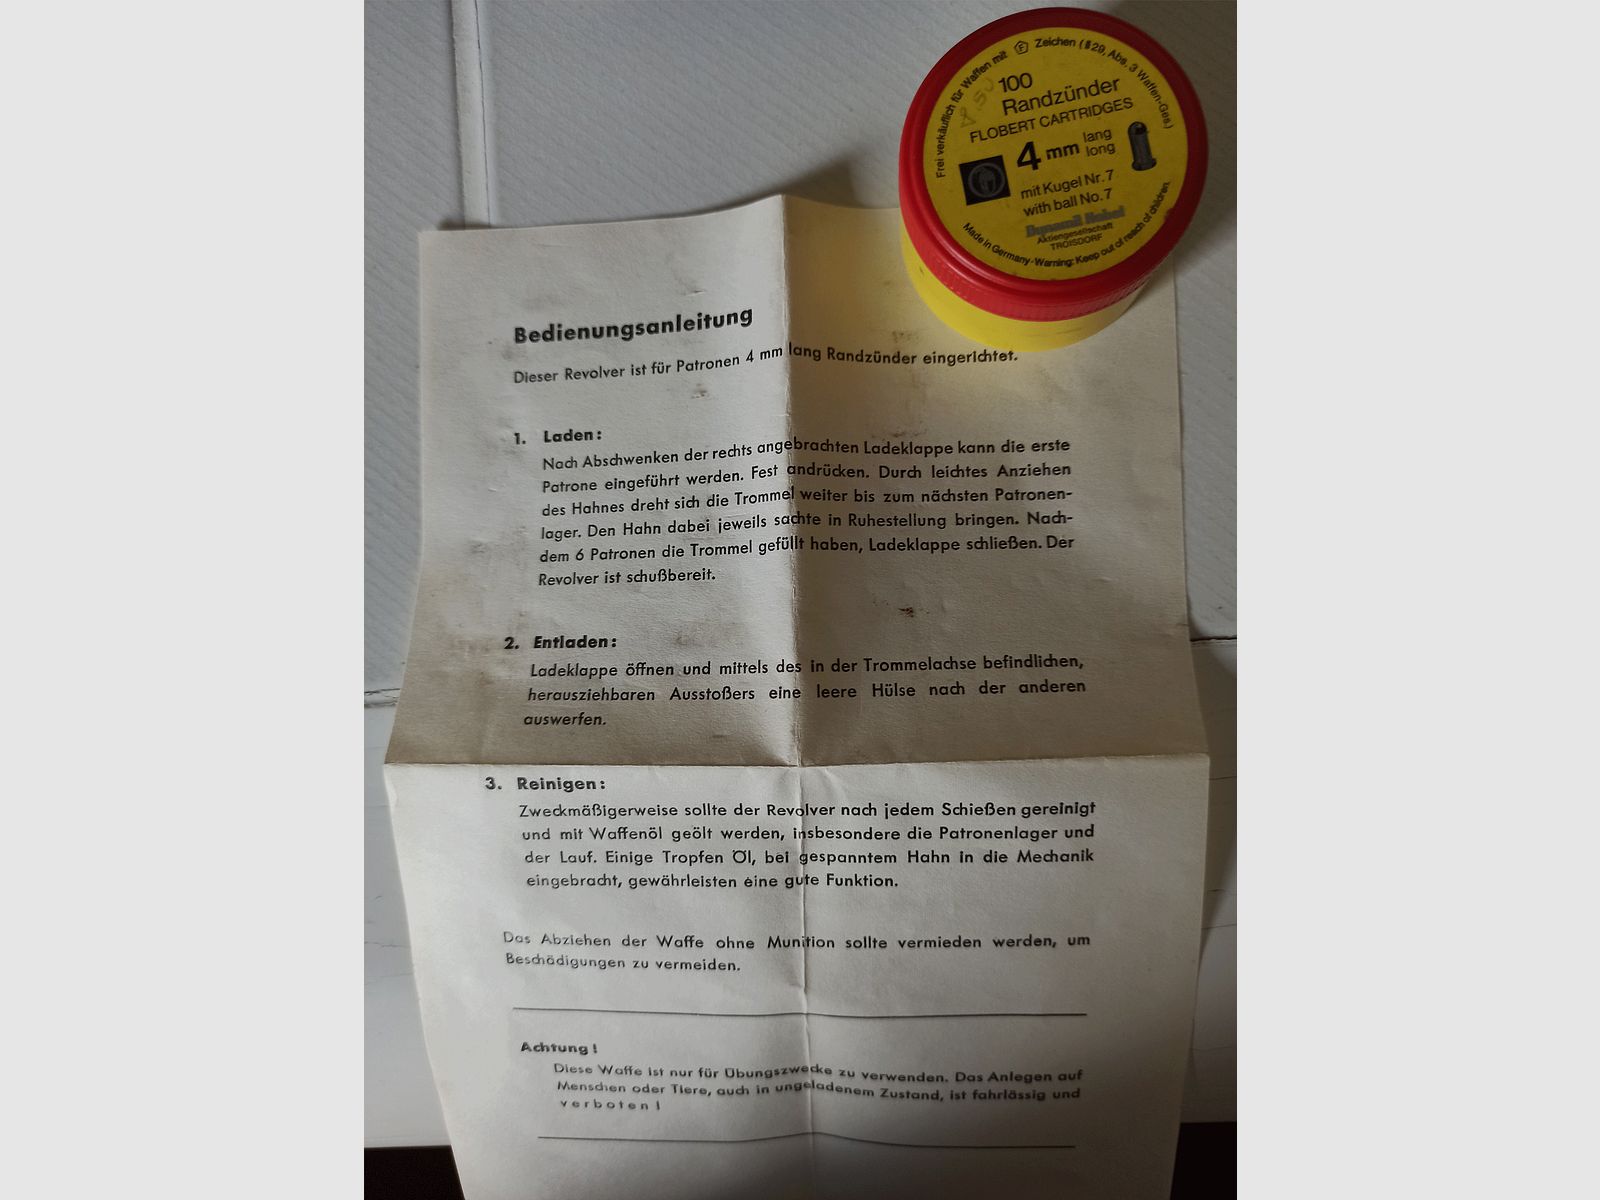 Frei verkäuflich für Waffen mit F Zeichen (§29, Abs. 3 Waffen-Ges.)
100
Randzünder
FLOBERT CARTRIDGES
4 mm lang
long
mit Kugel Nr. 7
with ball No. 7
Dynamit Nobel
Aktiengesellschaft
TROISDORF
Made in Germany - Warning: Keep out of reach of children.
Bedienungsanleitung
Dieser Revolver ist für Patronen 4 mm lang Randzünder eingerichtet.
1. Laden:
Nach Abschwenken der rechts angebrachten Ladeklappe kann die erste
Patrone eingeführt werden. Fest andrücken. Durch leichtes Anziehen
des Hahnes dreht sich die Trommel weiter bis zum nächsten Patronen-
lager. Den Hahn dabei jeweils sachte in Ruhestellung bringen. Nach-
dem 6 Patronen die Trommel gefüllt haben, Ladeklappe schließen. Der
Revolver ist schußbereit.
2. Entladen:
Ladeklappe öffnen und mittels des in der Trommelachse befindlichen,
herausziehbaren Ausstoßers eine leere Hülse nach der anderen
auswerfen.
3. Reinigen:
Zweckmäßigerweise sollte der Revolver nach jedem Schießen gereinigt
und mit Waffenöl geölt werden, insbesondere die Patronenlager und
der Lauf. Einige Tropfen Öl, bei gespanntem Hahn in die Mechanik
eingebracht, gewährleisten eine gute Funktion.
Das Abziehen der Waffe ohne Munition sollte vermieden werden, um
Beschädigungen zu vermeiden.
Achtung!
Diese Waffe ist nur für Übungszwecke zu verwenden. Das Anlegen auf
Menschen oder Tiere, auch in ungeladenem Zustand, ist fahrlässig und
verboten!